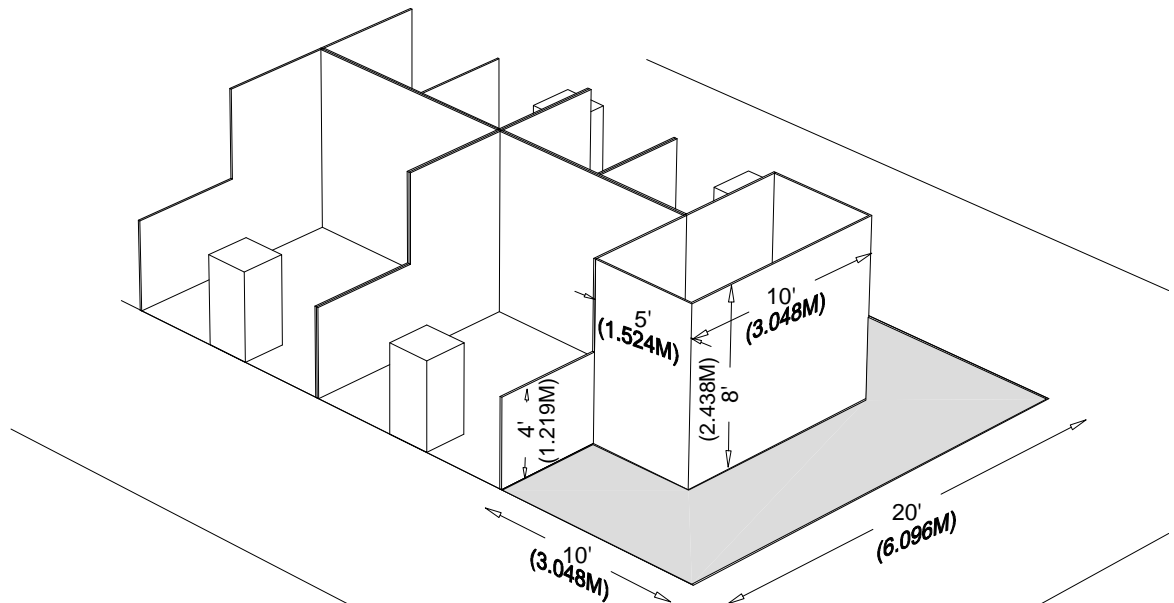 10'
(3.048M)
5'
(1.524M)
8'
(2.438M)
4'
(1.219M)
20'
(6.096M)
10'
(3.048M)